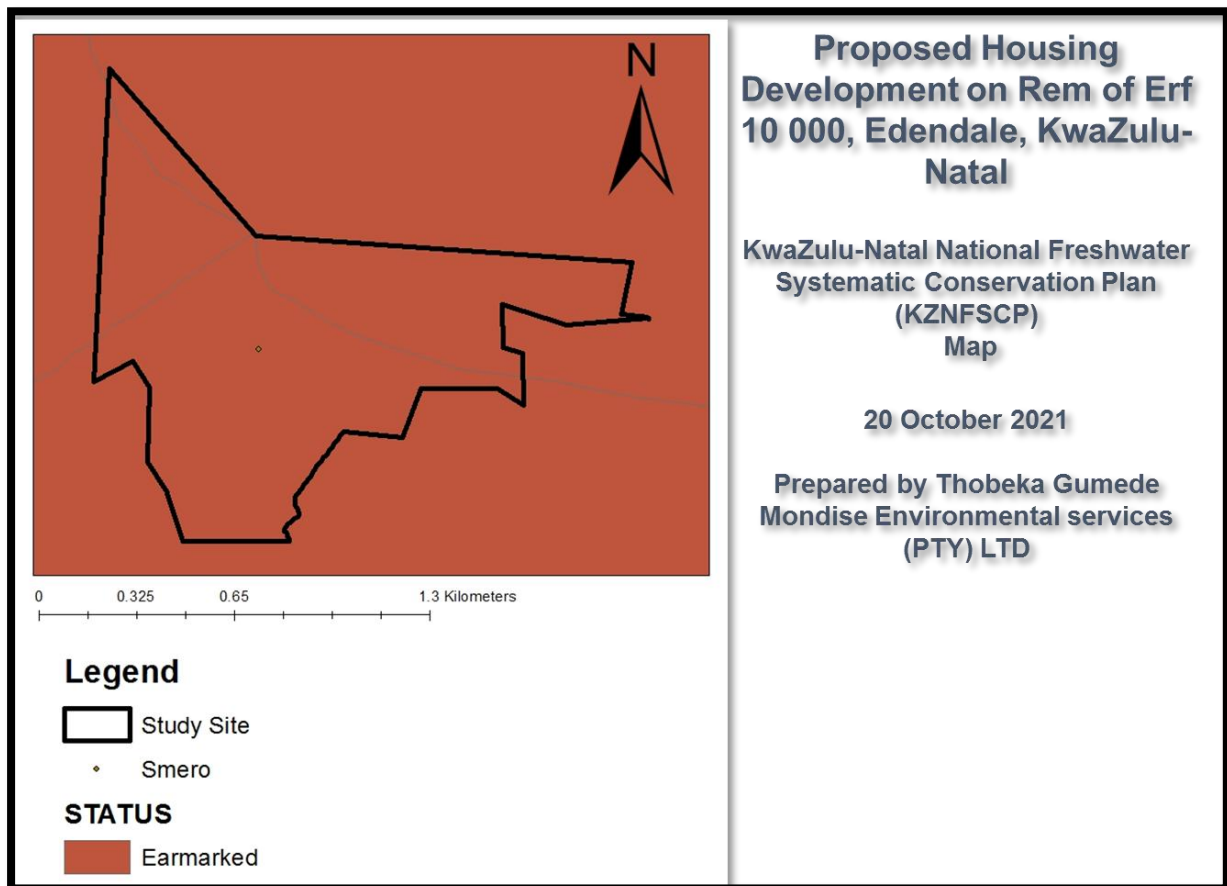 N
0 0.325 0.65 1.3 Kilometers
Legend
Study Site
Smero
STATUS
Earmarked
Proposed Housing
Development on Rem of Erf
10 000, Edendale, KwaZulu-
Natal
KwaZulu-Natal National Freshwater
Systematic Conservation Plan
(KZNFSCP)
Map
20 October 2021
Prepared by Thobeka Gumede
Mondise Environmental services
(PTY) LTD